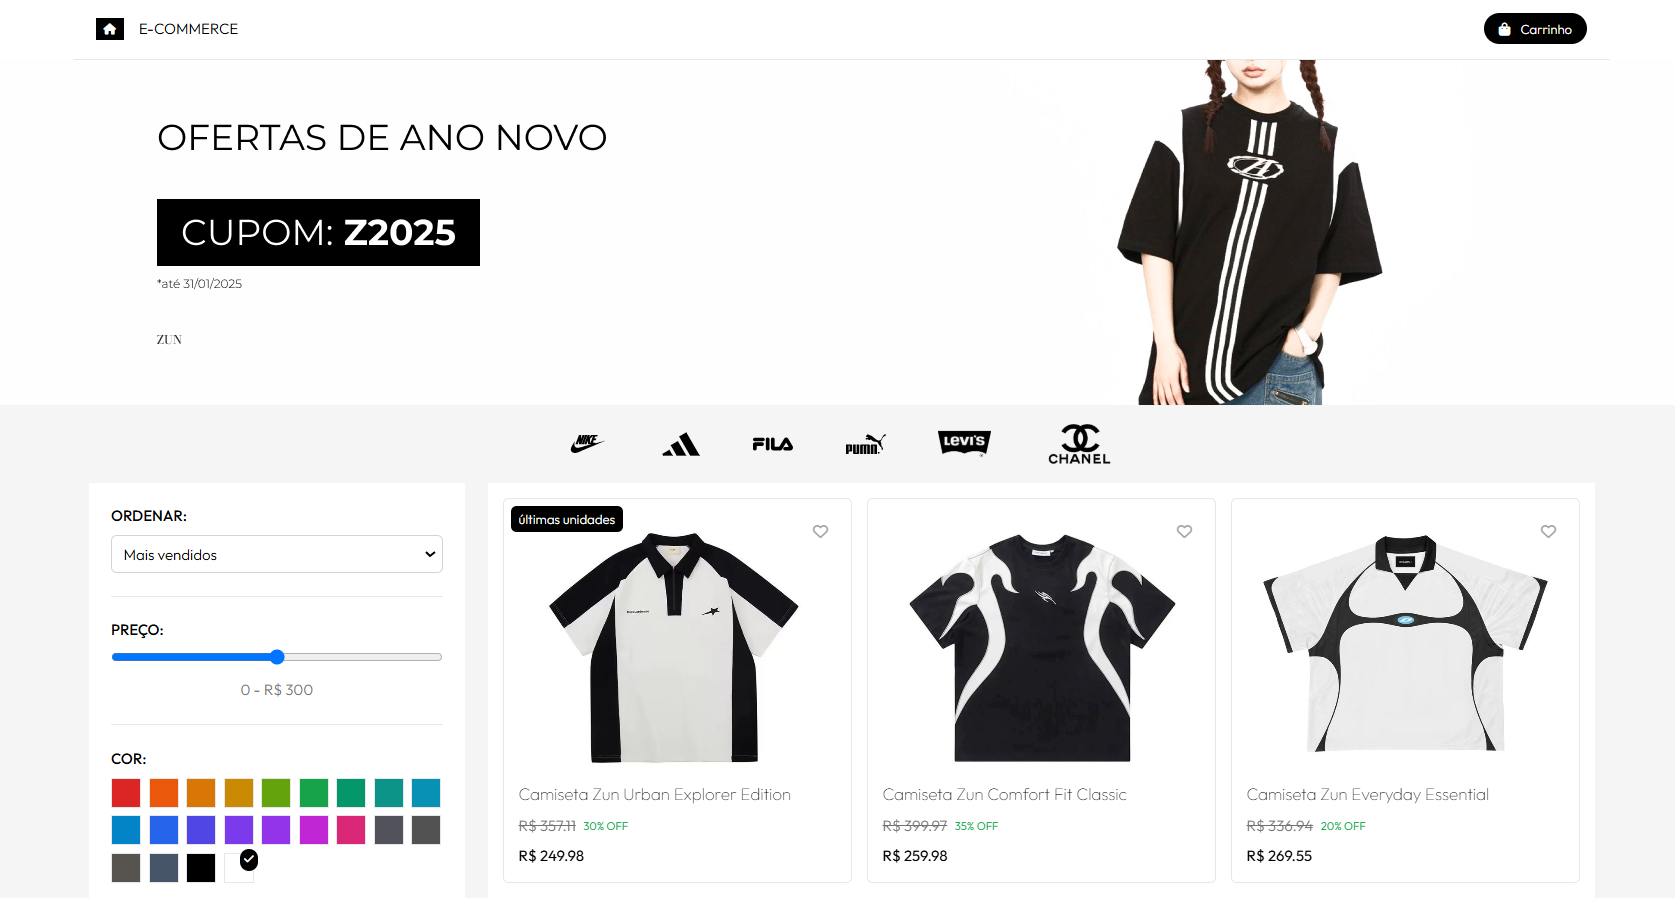 E-COMMERCE
Carrinho
OFERTAS DE ANO NOVO
CUPOM: Z2025
*até 31/01/2025
ZUN
NIKE
FILA
PUMA
LEVI'S
CHANEL
ORDENAR:
Mais vendidos
PREÇO:
0 - R$ 300
COR:
últimas unidades
Camiseta Zun Urban Explorer Edition
R$ 357.11 30% OFF
R$ 249.98
Camiseta Zun Comfort Fit Classic
R$ 399.97 35% OFF
R$ 259.98
Camiseta Zun Everyday Essential
R$ 336.94 20% OFF
R$ 269.55